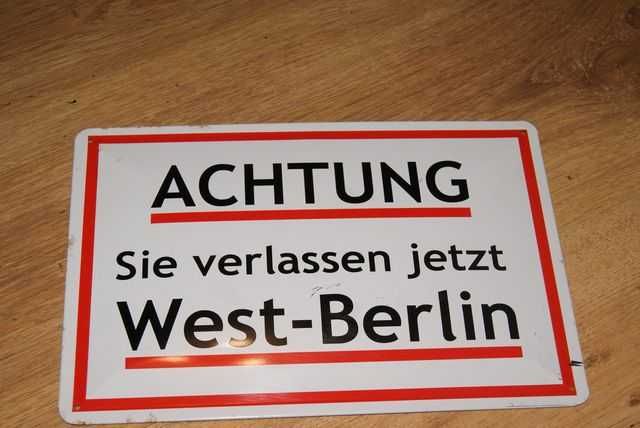 ACHTUNG
Sie verlassen jetzt
West-Berlin